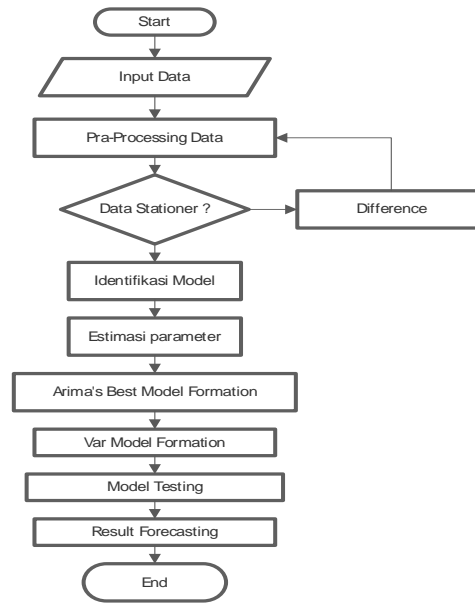 Start
Input Data
Pra-Processing Data
Data Stationer ?
Difference
Identifikasi Model
Estimasi parameter
Arima's Best Model Formation
Var Model Formation
Model Testing
Result Forecasting
End